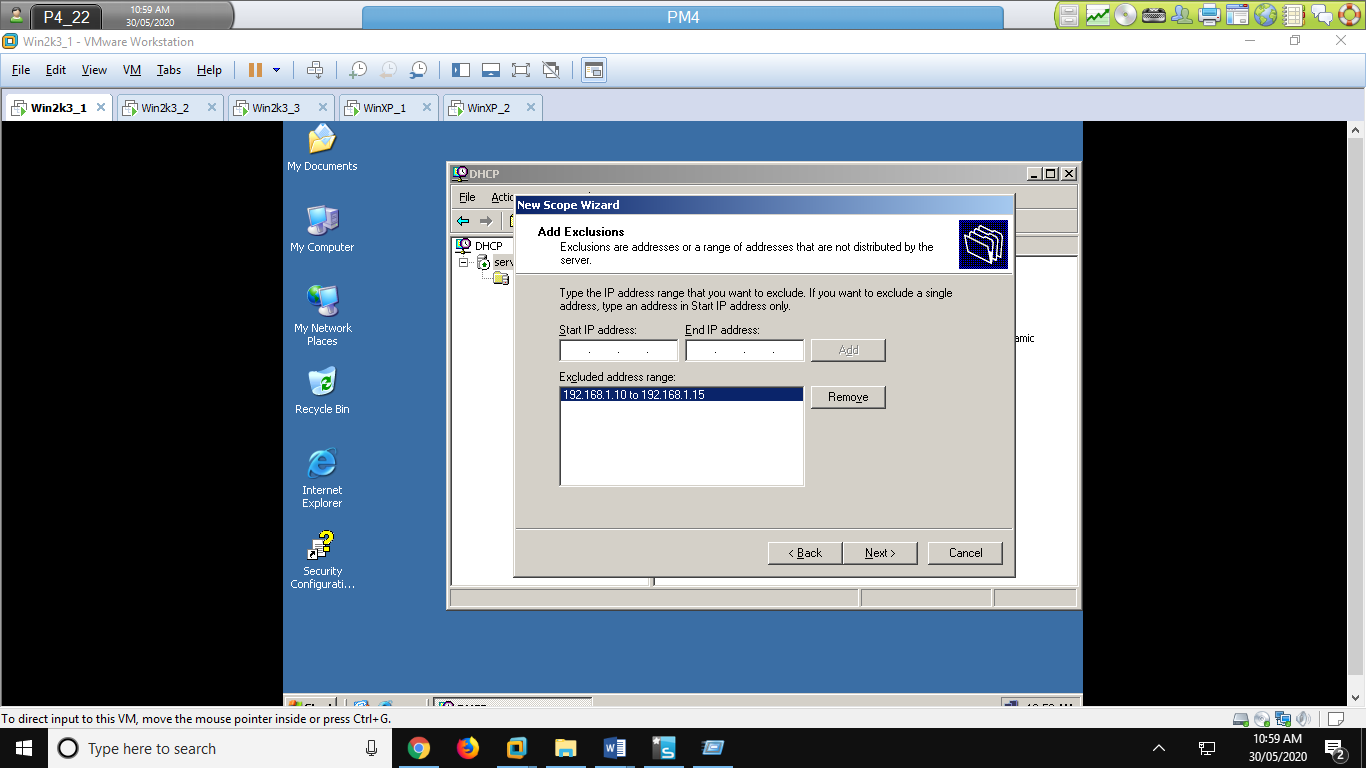 P4_22
10:59 AM
30/05/2020
PM4
Win2k3_1 - VMware Workstation
File Edit View VM Tabs Help
Win2k3_1 Win2k3_2 Win2k3_3 WinXP_1 WinXP_2
My Documents
My Computer
My Network
Places
Recycle Bin
Internet
Explorer
Security
Configurati...
DHCP
File
DHCP
New Scope Wizard
Add Exclusions
Exclusions are addresses or a range of addresses that are not distributed by the
server.
Type the IP address range that you want to exclude. If you want to exclude a single
address, type an address in Start IP address only.
Start IP address: End IP address:
Add
Excluded address range:
192.168.1.10 to 192.168.1.15
Remove
< Back Next > Cancel
To direct input to this VM, move the mouse pointer inside or press Ctrl+G.
Type here to search
10:59 AM
30/05/2020
2